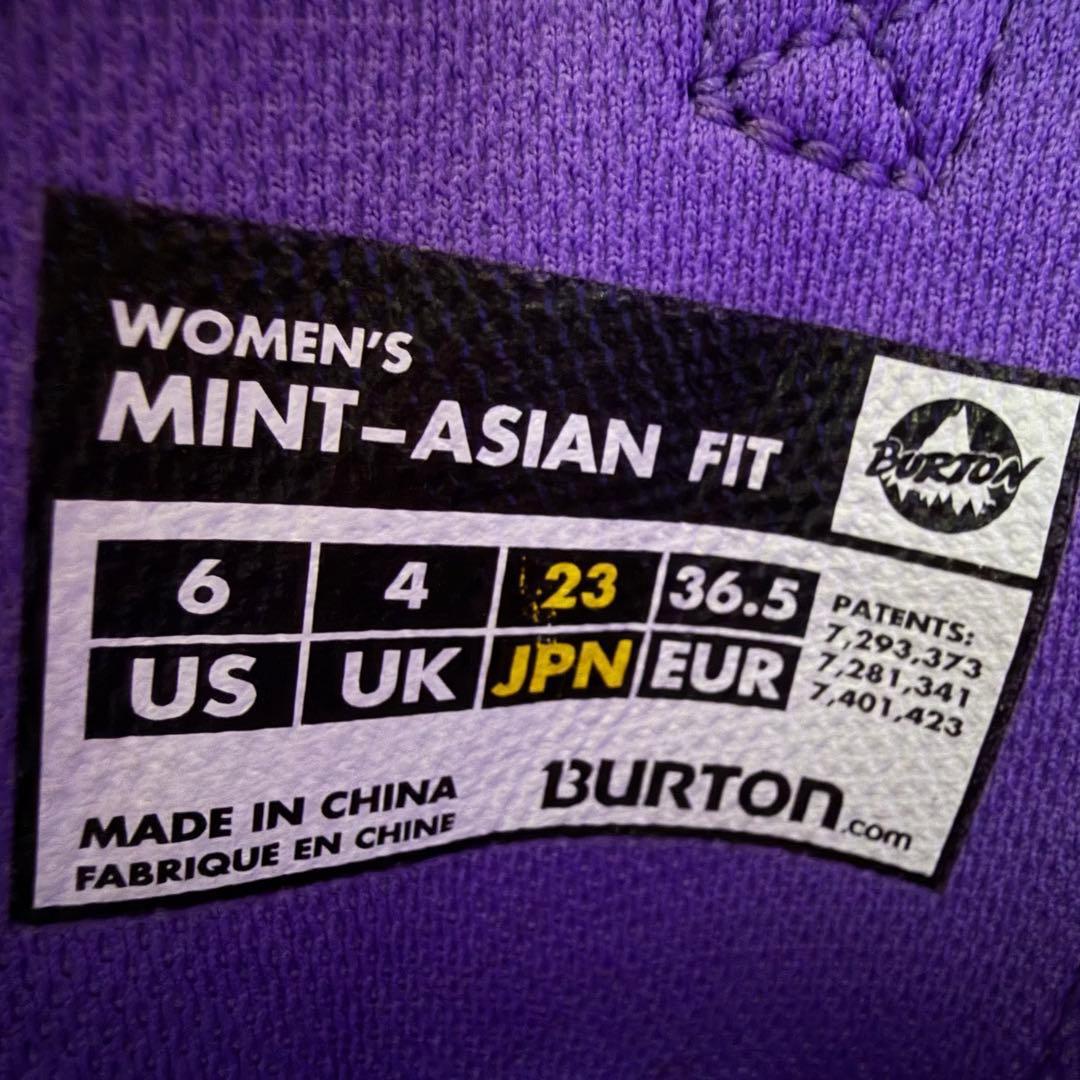 WOMEN'S
MINT-ASIAN FIT
BURTON
6 4 23 36.5
US UK JPN EUR
PATENTS:
7,293,373
7,281,341
7,401,423
MADE IN CHINA
FABRIQUE EN CHINE
BURTON.com